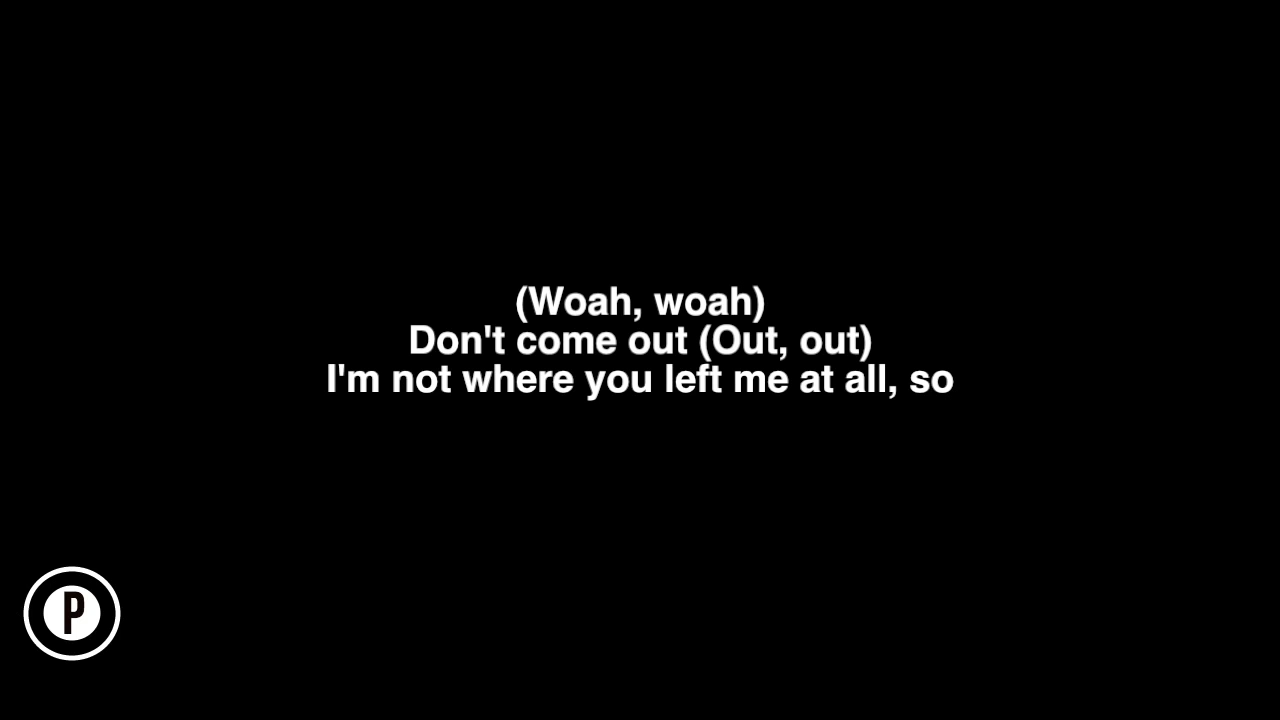 (Woah, woah)
Don't come out (Out, out)
I'm not where you left me at all, so
P